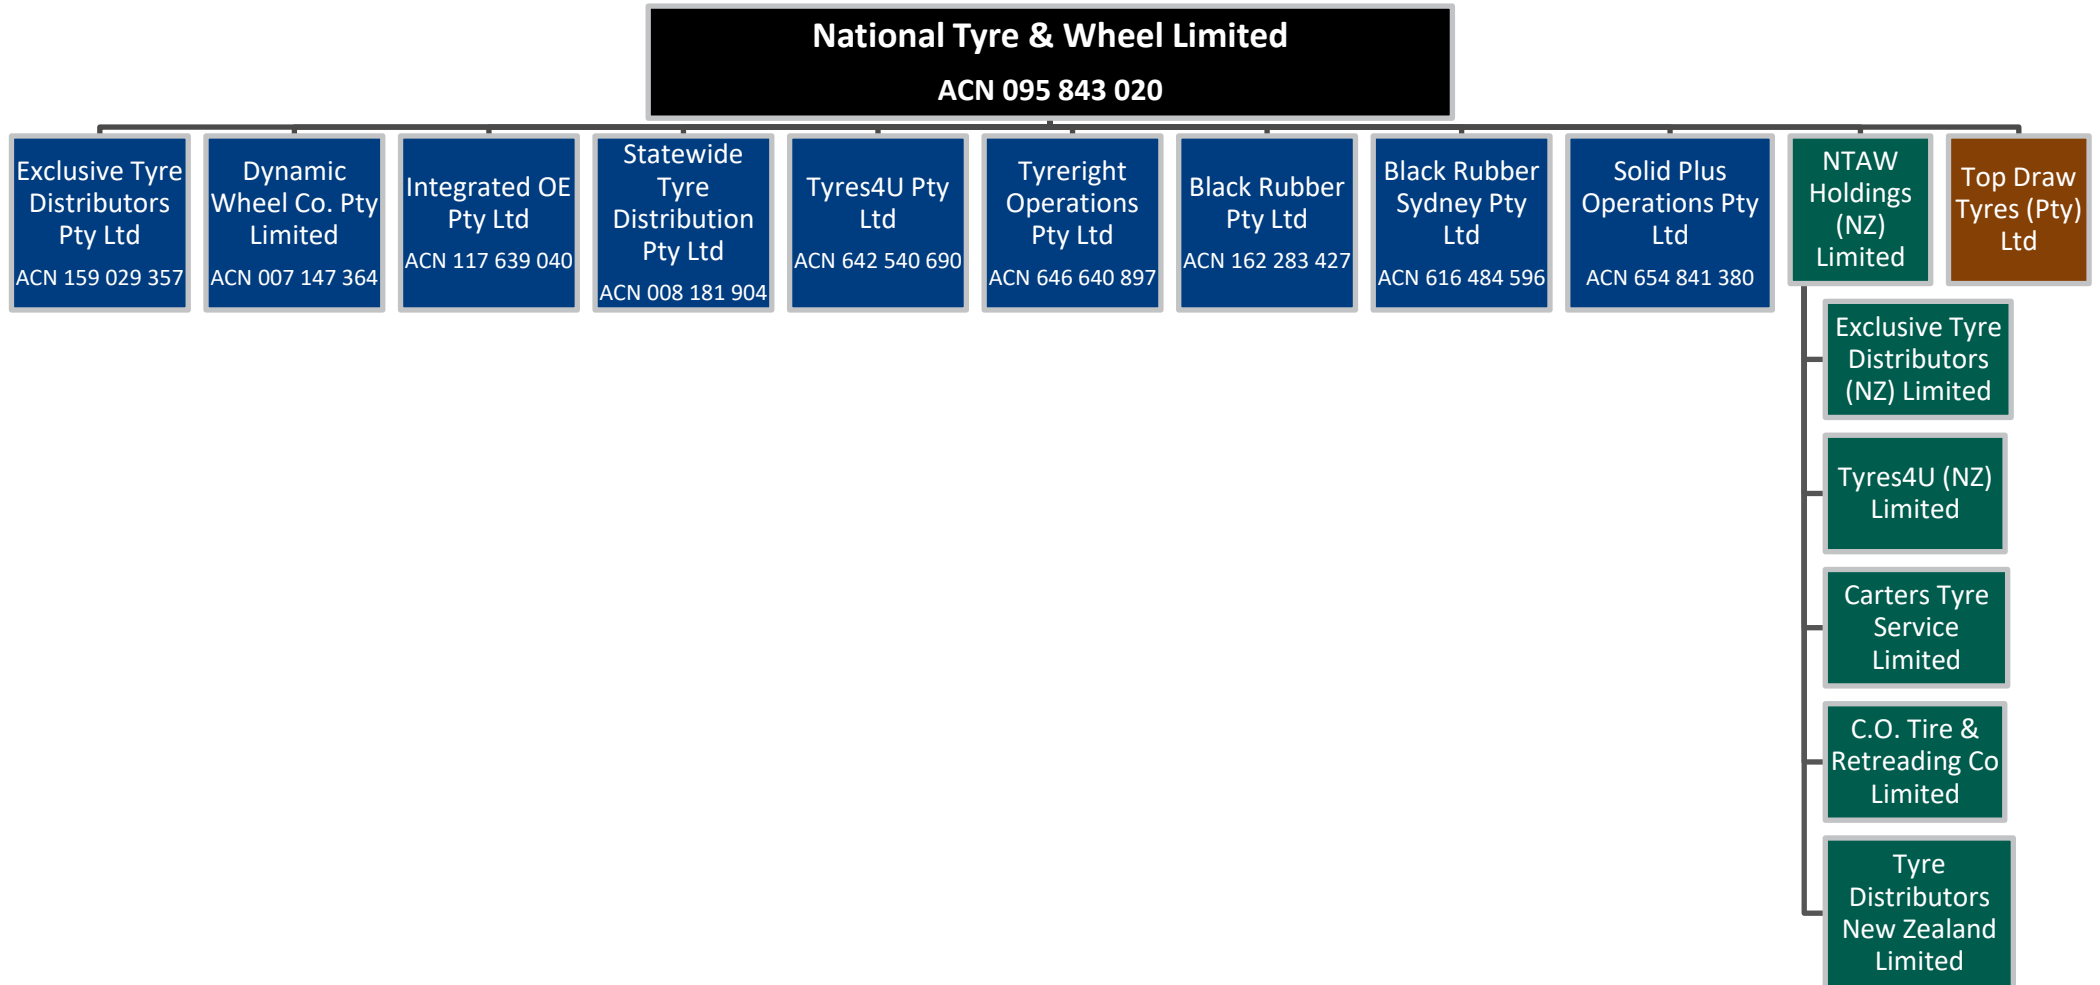 National Tyre & Wheel Limited
ACN 095 843 020
Exclusive Tyre
Distributors
Pty Ltd
ACN 159 029 357
Dynamic
Wheel Co. Pty
Limited
ACN 007 147 364
Integrated OE
Pty Ltd
ACN 117 639 040
Statewide
Tyre
Distribution
Pty Ltd
ACN 008 181 904
Tyres4U Pty
Ltd
ACN 642 540 690
Tyreright
Operations
Pty Ltd
ACN 646 640 897
Black Rubber
Pty Ltd
ACN 162 283 427
Black Rubber
Sydney Pty
Ltd
ACN 616 484 596
Solid Plus
Operations Pty
Ltd
ACN 654 841 380
NTAW
Holdings
(NZ)
Limited
Top Draw
Tyres (Pty)
Ltd
Exclusive Tyre
Distributors
(NZ) Limited
Tyres4U (NZ)
Limited
Carters Tyre
Service
Limited
C.O. Tire &
Retreading Co
Limited
Tyre
Distributors
New Zealand
Limited